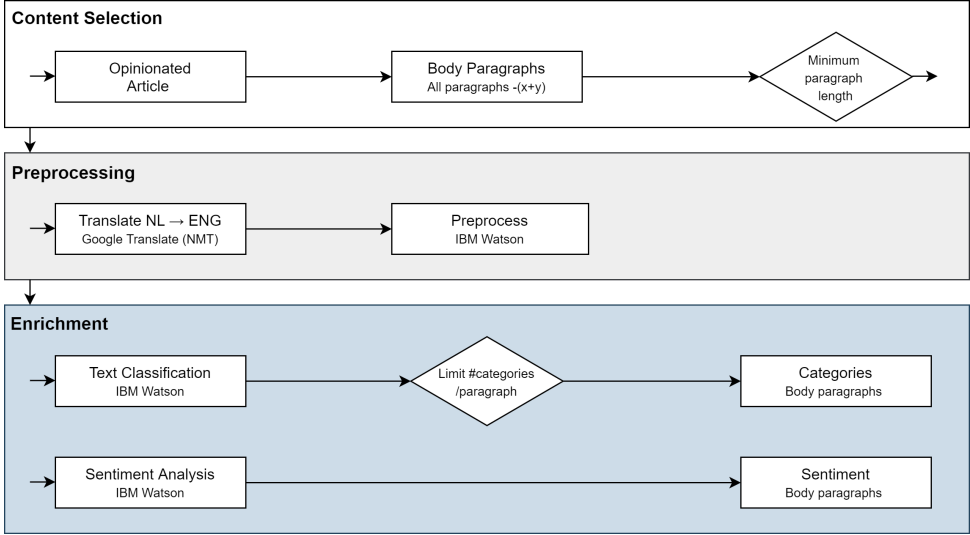 Content Selection
Opinionated
Article
Body Paragraphs
All paragraphs -(x+y)
Minimum
paragraph
length
Preprocessing
Translate NL → ENG
Google Translate (NMT)
Preprocess
IBM Watson
Enrichment
Text Classification
IBM Watson
Limit #categories
/paragraph
Categories
Body paragraphs
Sentiment Analysis
IBM Watson
Sentiment
Body paragraphs